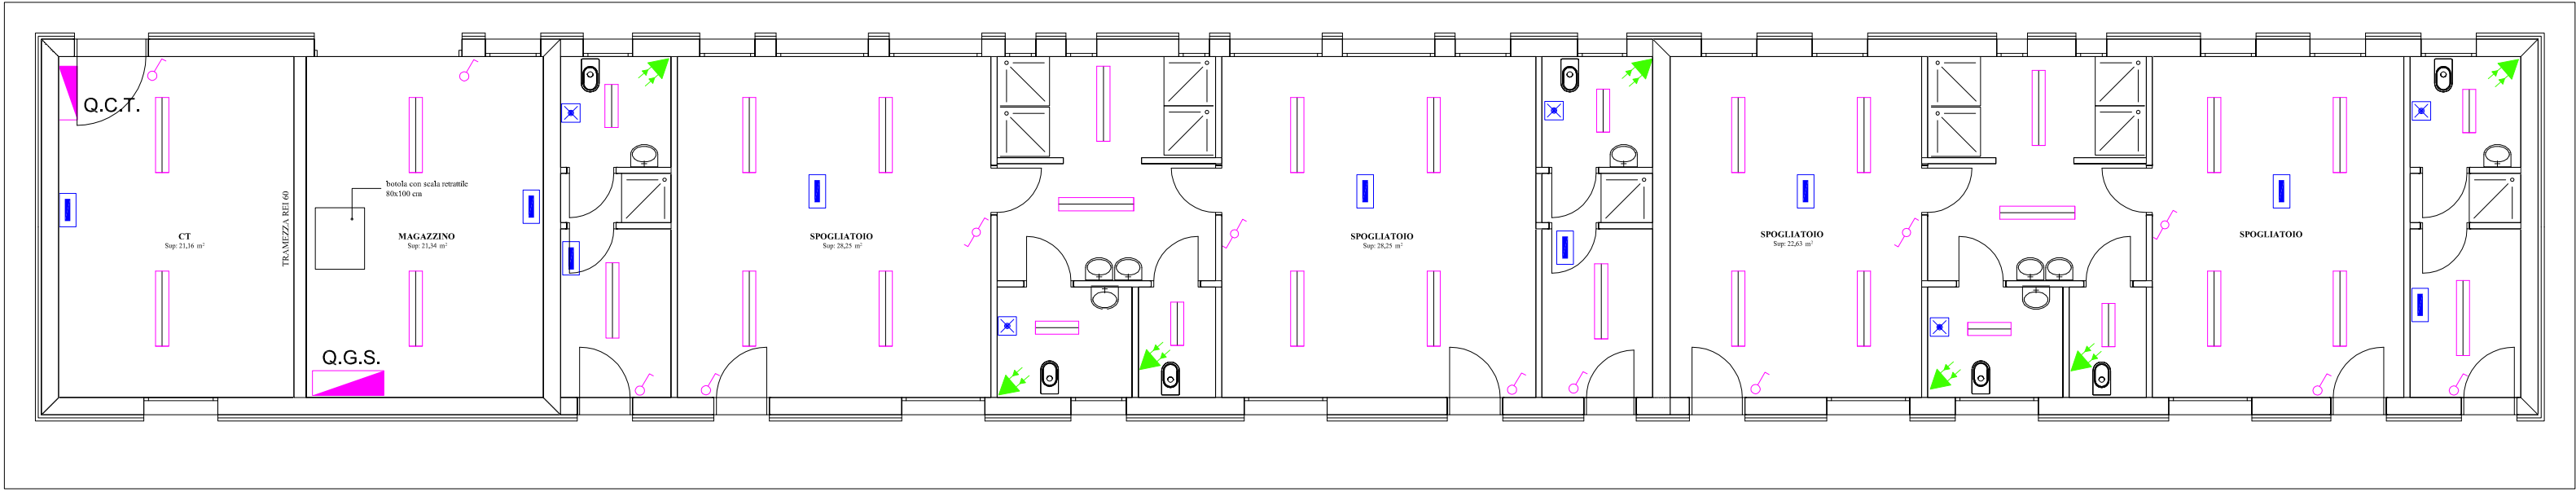 Q.C.T.
CT
Sup: 21,16 m²
TRAMEZZA REI 60
botola con scala retrattile
80x100 cm
MAGAZZINO
Sup: 21,34 m²
Q.G.S.
SPOGLIATOIO
Sup: 28,25 m²
SPOGLIATOIO
Sup: 28,25 m²
SPOGLIATOIO
Sup: 22,63 m²
SPOGLIATOIO